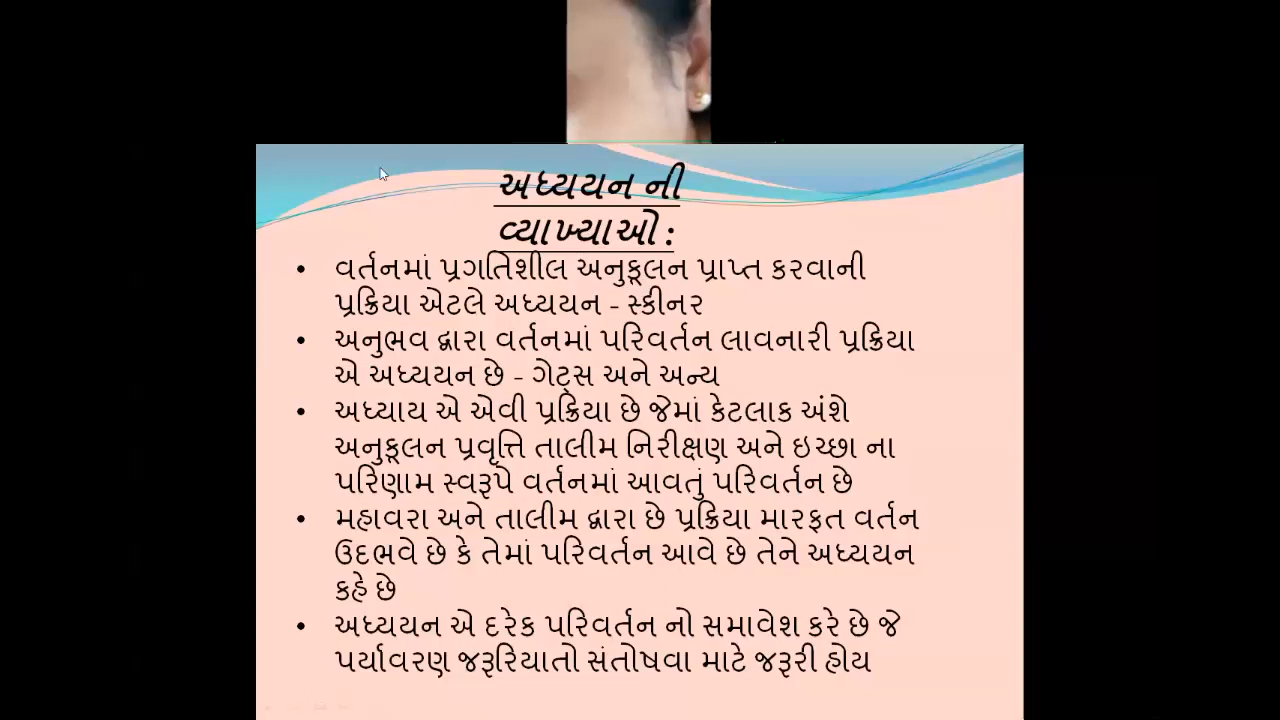 અધ્યયન ની
વ્યાખ્યાઓ:
• વર્તનમાં પ્રગતિશીલ અનુકૂલન પ્રાપ્ત કરવાની
પ્રક્રિયા એટલે અધ્યયન - સ્કીનર
• અનુભવ દ્વારા વર્તનમાં પરિવર્તન લાવનારી પ્રક્રિયા
એ અધ્યયન છે - ગેટ્સ અને અન્ય
• અધ્યાય એ એવી પ્રક્રિયા છે જેમાં કેટલાક અંશે
અનુકૂલન પ્રવૃત્તિ તાલીમ નિરીક્ષણ અને ઇચ્છા ના
પરિણામ સ્વરૂપે વર્તનમાં આવતું પરિવર્તન છે
• મહાવરા અને તાલીમ દ્વારા છે પ્રક્રિયા મારફત વર્તન
ઉદભવે છે કે તેમાં પરિવર્તન આવે છે તેને અધ્યયન
કહે છે
• અધ્યયન એ દરેક પરિવર્તન નો સમાવેશ કરે છે જે
પર્યાવરણ જરૂરિયાતો સંતોષવા માટે જરૂરી હોય